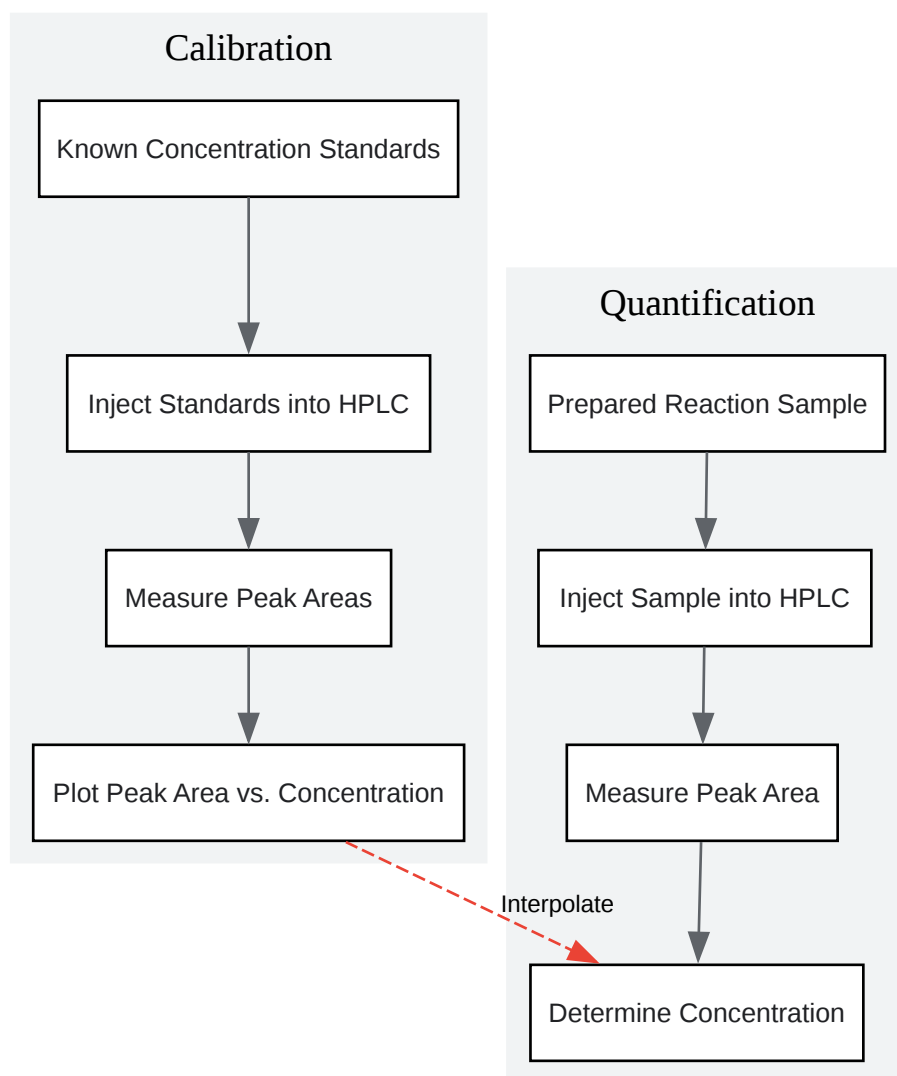 Calibration
Known Concentration Standards
Inject Standards into HPLC
Measure Peak Areas
Plot Peak Area vs. Concentration
Interpolate
Quantification
Prepared Reaction Sample
Inject Sample into HPLC
Measure Peak Area
Determine Concentration